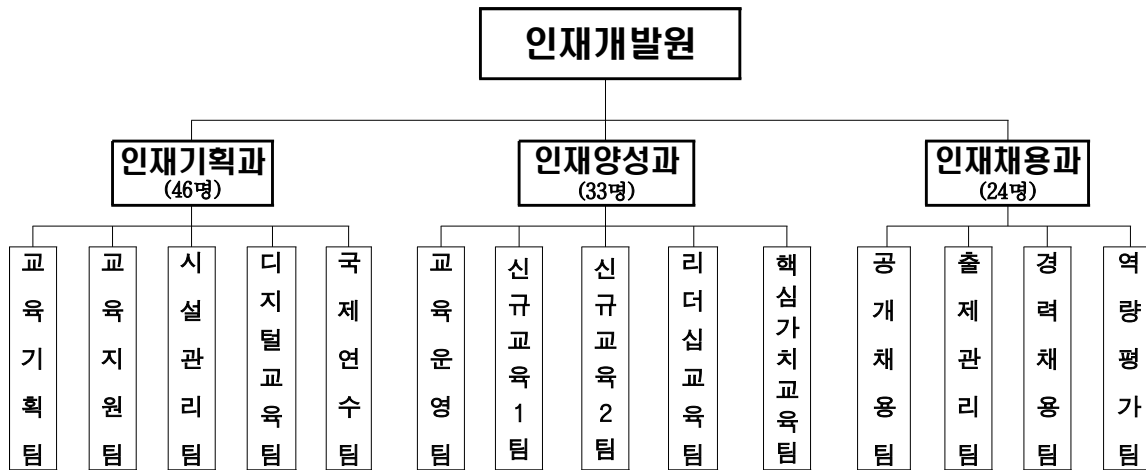 인재개발원
인재기획과
(46명)
인재양성과
(33명)
인재채용과
(24명)
교육기획팀
교육지원팀
시설관리팀
디지털교육팀
국제연수팀
교육운영팀
신규교육1팀
신규교육2팀
리더십교육팀
핵심가치교육팀
공개채용팀
출제관리팀
경력채용팀
역량평가팀